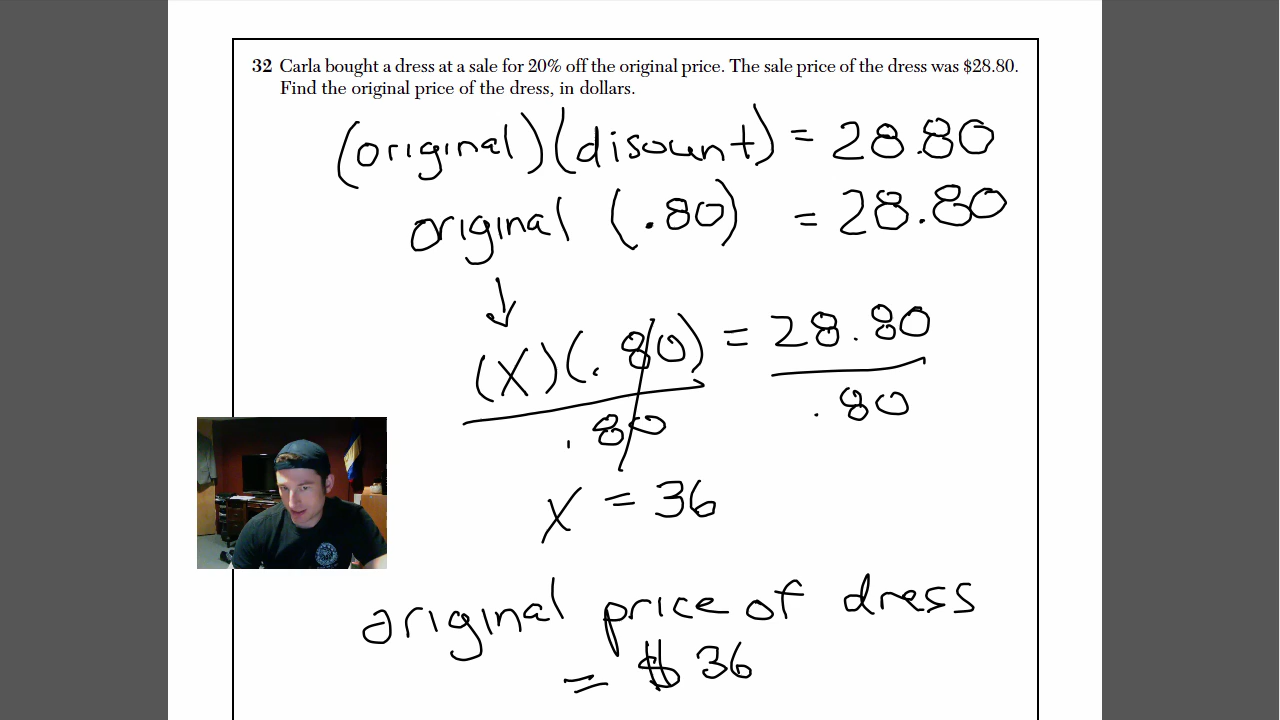 32 Carla bought a dress at a sale for 20% off the original price. The sale price of the dress was $28.80.
Find the original price of the dress, in dollars.
(original)(disount) = 28.80
original (.80) = 28.80
↓
(X)(.80) = 28.80
.80 .80
X = 36
original price of dress
= $36